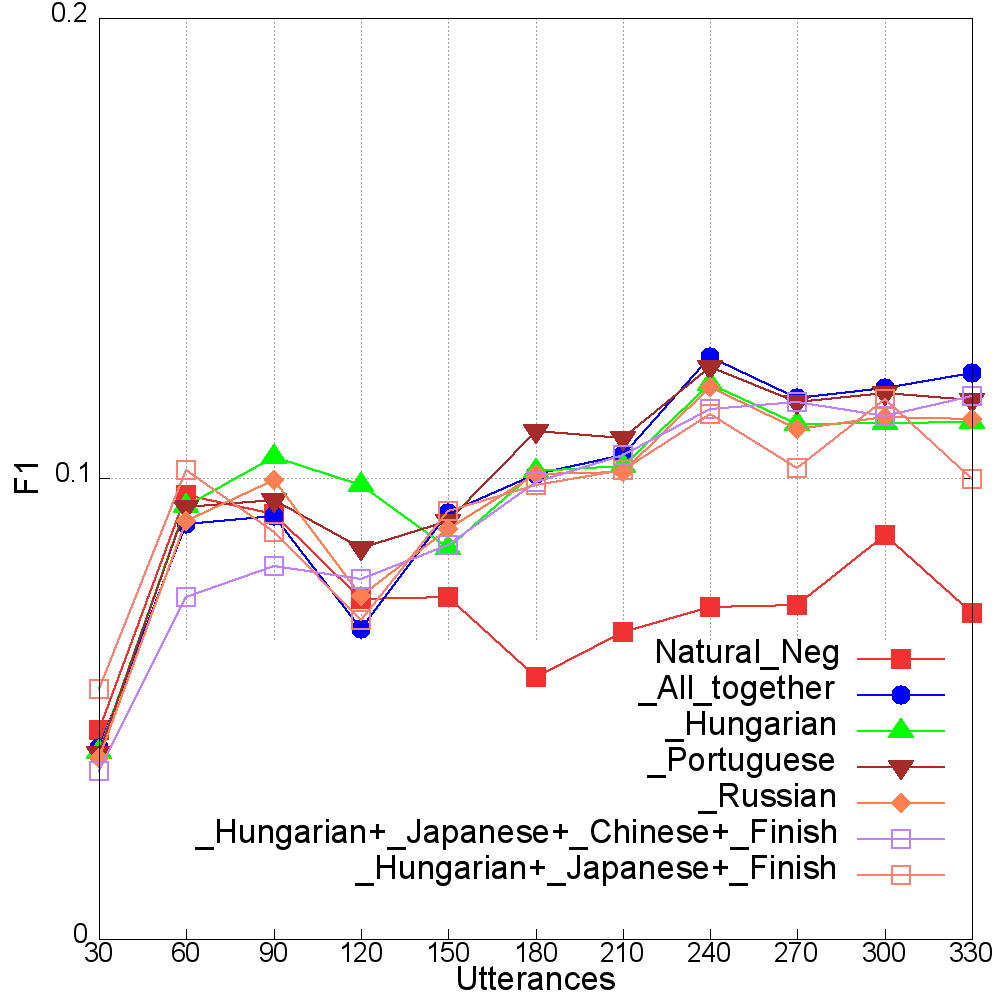 0.2
0.1
0
F1
Natural_Neg
_All_together
_Hungarian
_Portuguese
_Russian
_Hungarian+_Japanese+_Chinese+_Finish
_Hungarian+_Japanese+_Finish
30 60 90 120 150 180 210 240 270 300 330
Utterances